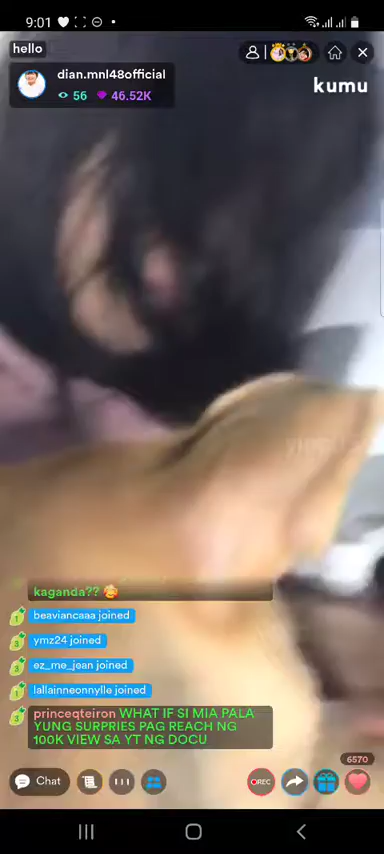 9:01
hello
dian.mnl48official
56 46.52K
kumu
kaganda??
beaviancaaa joined
ymz24 joined
ez_me_jean joined
lallainneonnylle joined
princeqteiron WHAT IF SI MIA PALA
YUNG SURPRIES PAG REACH NG
100K VIEW SA YT NG DOCU
6570
Chat
REC